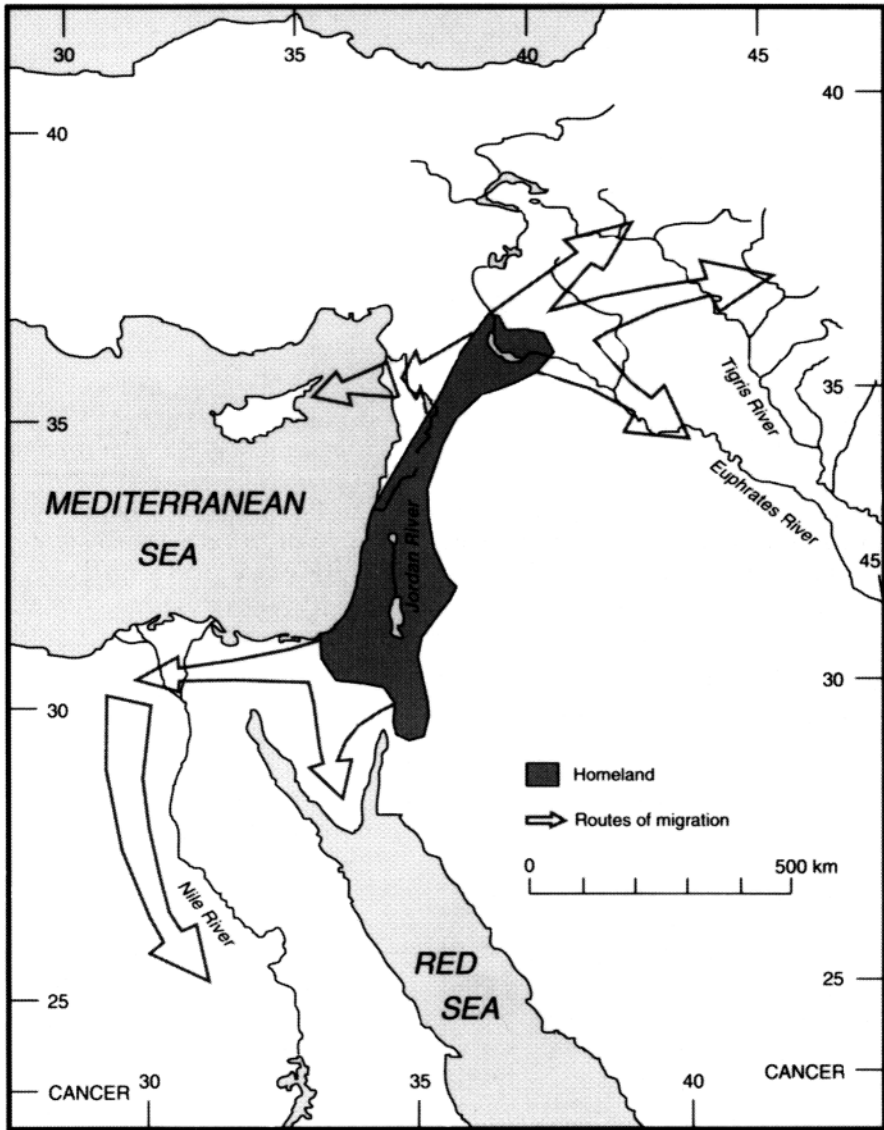 30
35
40
45
40
40
35
35
Tigris River
Euphrates River
MEDITERRANEAN
SEA
Jordan River
45
30
30
Homeland
Routes of migration
0
500 km
Nile River
RED
SEA
25
25
CANCER
30
35
40
CANCER